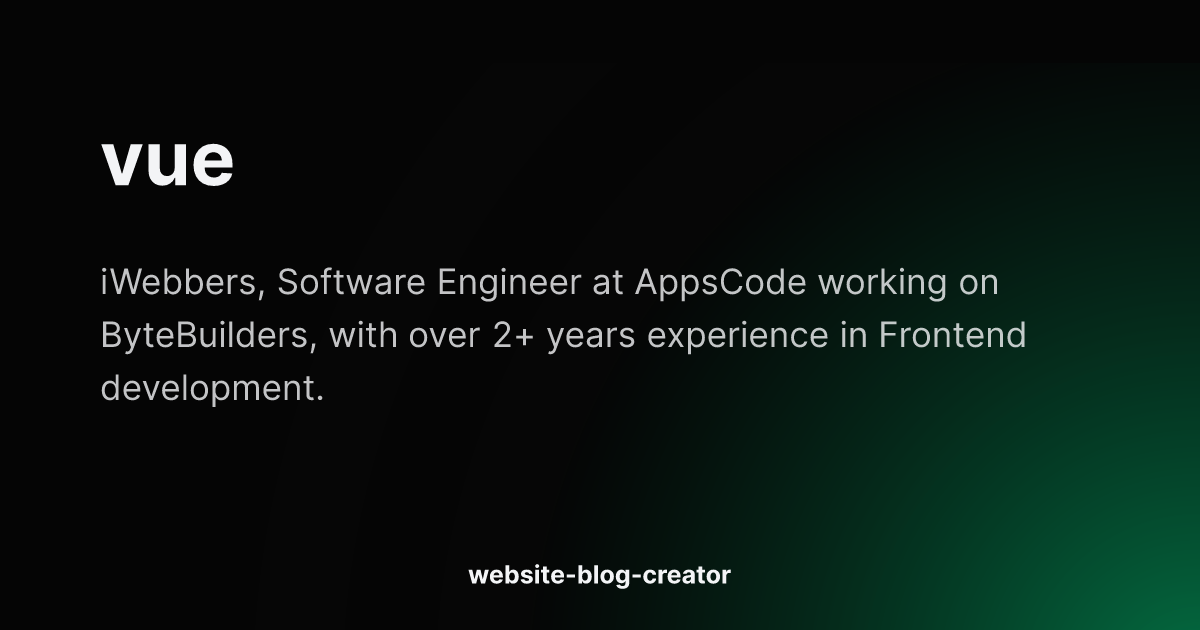 vue
iWebbers, Software Engineer at AppsCode working on
ByteBuilders, with over 2+ years experience in Frontend
development.
website-blog-creator